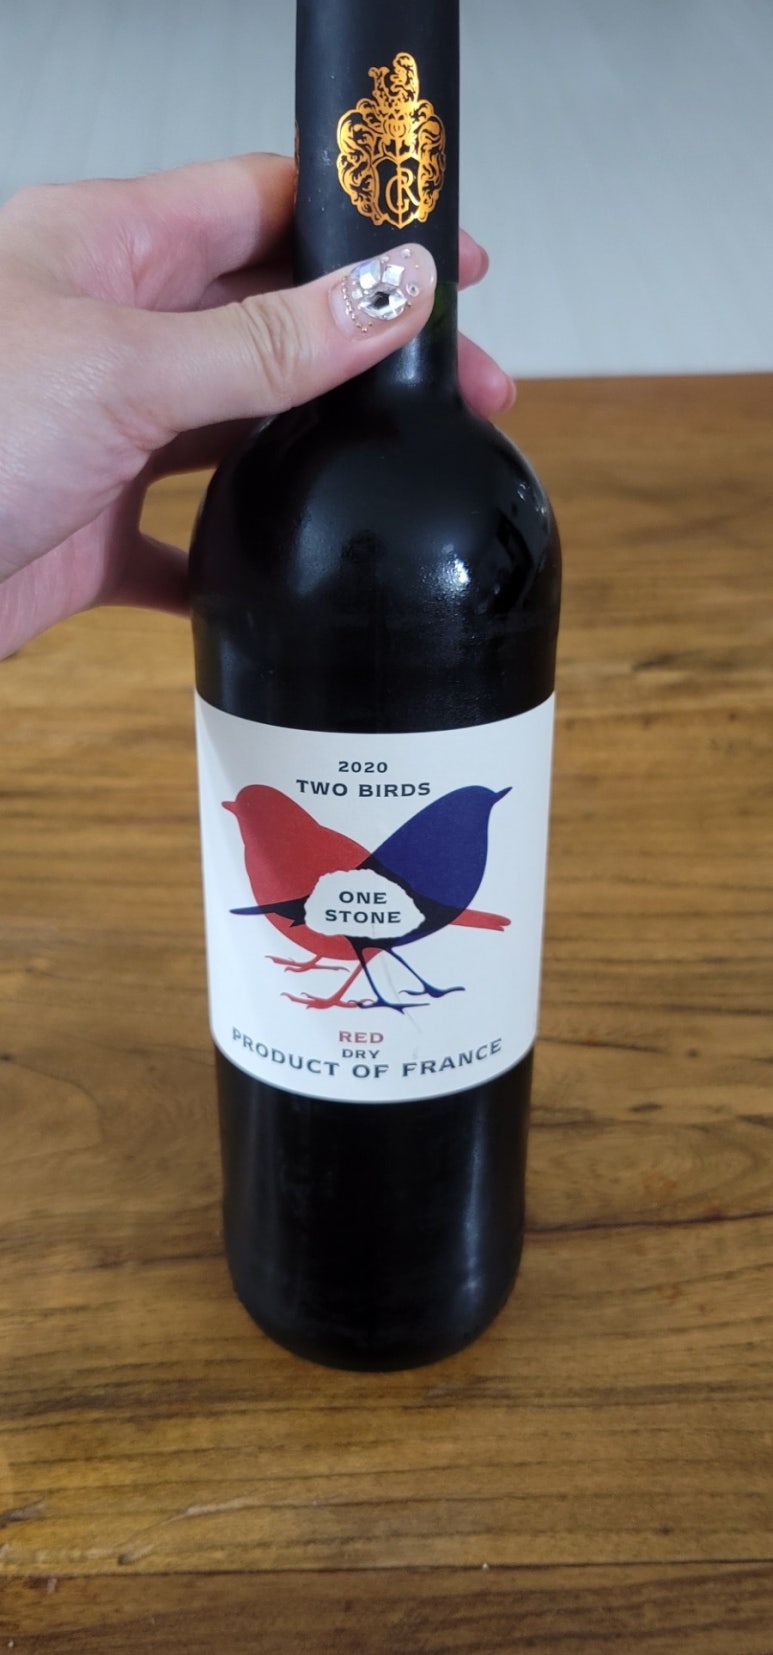 2020
TWO BIRDS
ONE
STONE
RED
DRY
PRODUCT OF FRANCE